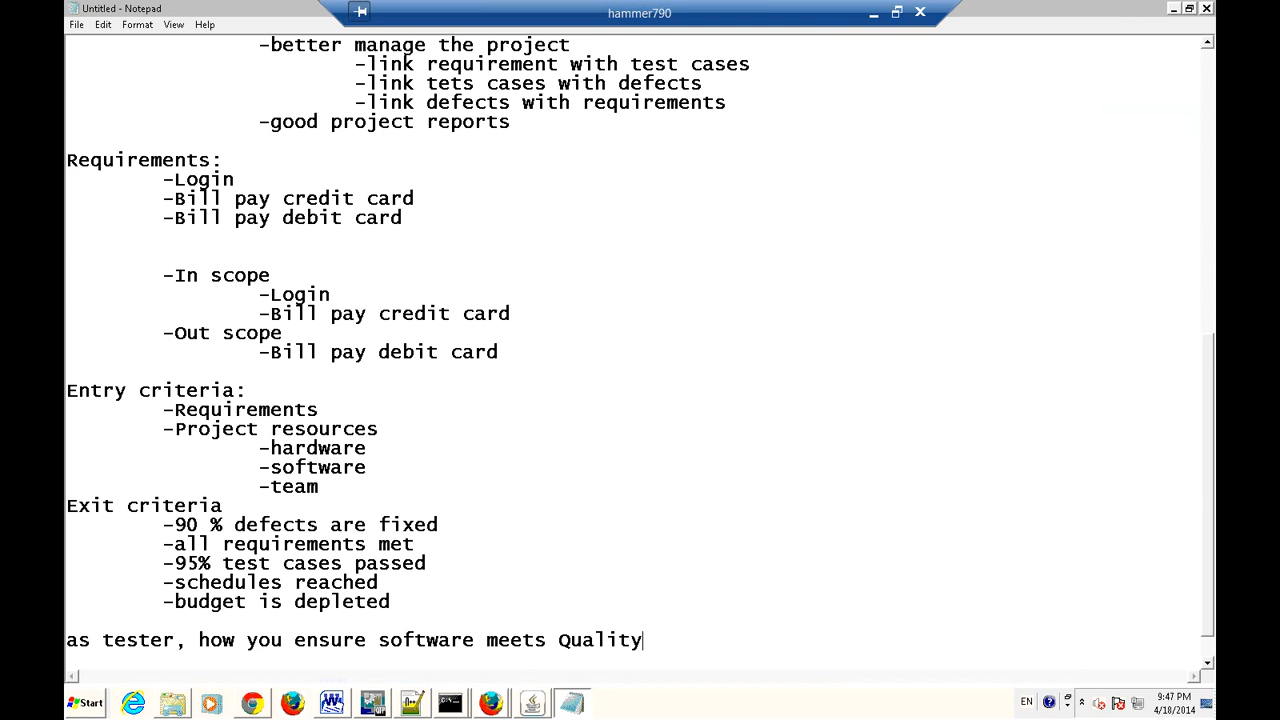 Untitled - Notepad
hammer790
File Edit Format View Help
-better manage the project
-link requirement with test cases
-link tets cases with defects
-link defects with requirements
-good project reports
Requirements:
-Login
-Bill pay credit card
-Bill pay debit card
-In scope
-Login
-Bill pay credit card
-Out scope
-Bill pay debit card
Entry criteria:
-Requirements
-Project resources
-hardware
-software
-team
Exit criteria
-90 % defects are fixed
-all requirements met
-95% test cases passed
-schedules reached
-budget is depleted
as tester, how you ensure software meets Quality
Start
EN
9:47 PM
4/18/2014